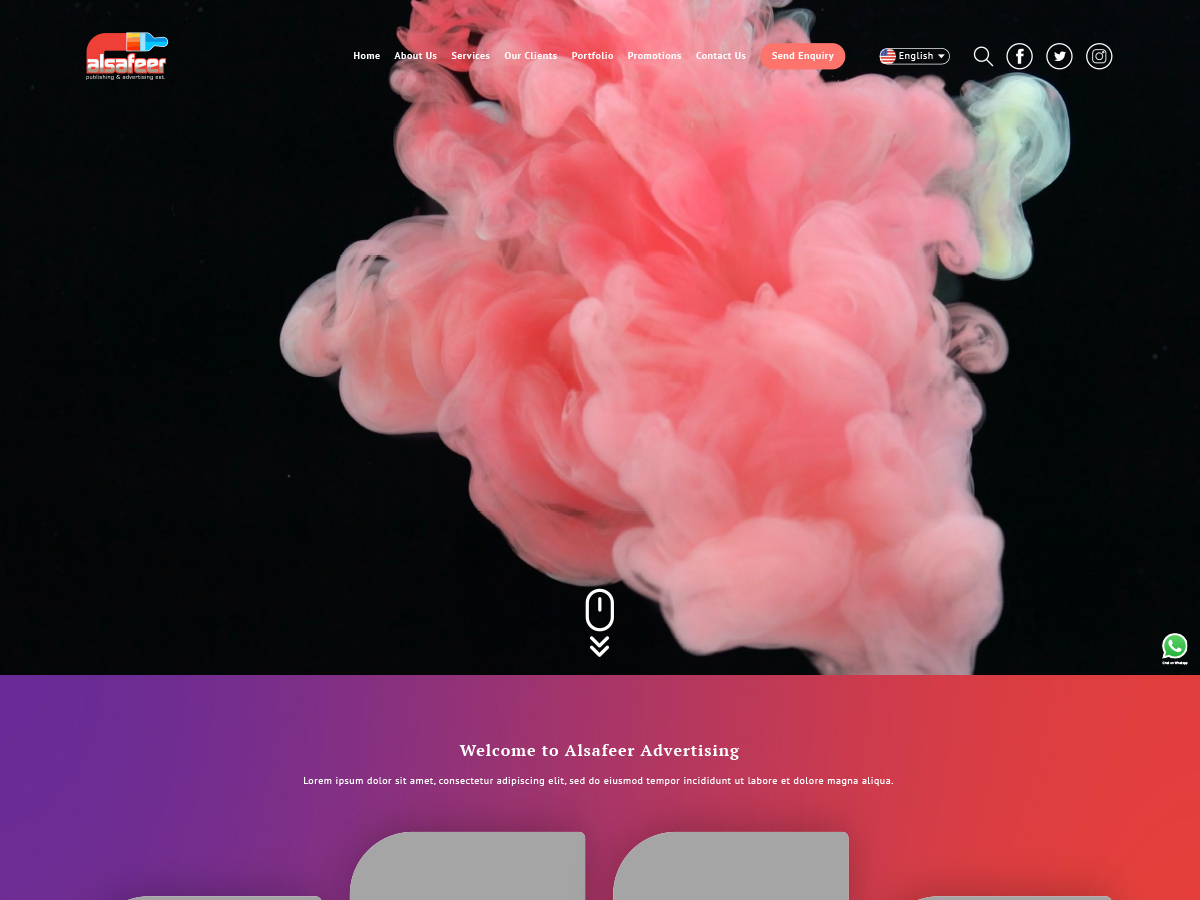 alsafeer
publishing & advertising est.
Home About Us Services Our Clients Portfolio Promotions Contact Us Send Enquiry English
Chat on Whatsapp
Welcome to Alsafeer Advertising
Lorem ipsum dolor sit amet, consectetur adipiscing elit, sed do eiusmod tempor incididunt ut labore et dolore magna aliqua.